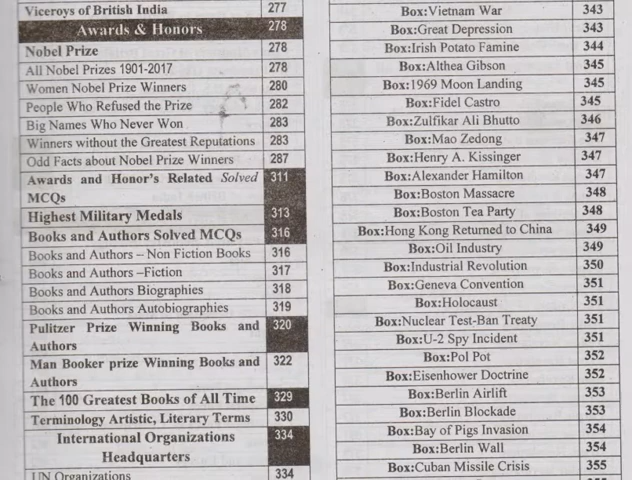 Viceroys of British India 277
Awards & Honors 278
Nobel Prize 278
All Nobel Prizes 1901-2017 278
Women Nobel Prize Winners 280
People Who Refused the Prize 282
Big Names Who Never Won 283
Winners without the Greatest Reputations 283
Odd Facts about Nobel Prize Winners 287
Awards and Honor's Related Solved 311
MCQs
Highest Military Medals 313
Books and Authors Solved MCQs 316
Books and Authors – Non Fiction Books 316
Books and Authors –Fiction 317
Books and Authors Biographies 318
Books and Authors Autobiographies 319
Pulitzer Prize Winning Books and 320
Authors
Man Booker prize Winning Books and 322
Authors
The 100 Greatest Books of All Time 329
Terminology Artistic, Literary Terms 330
International Organizations 334
Headquarters
UN Organizations 334
Box:Vietnam War 343
Box:Great Depression 343
Box:Irish Potato Famine 344
Box:Althea Gibson 345
Box:1969 Moon Landing 345
Box:Fidel Castro 345
Box:Zulfikar Ali Bhutto 346
Box:Mao Zedong 347
Box:Henry A. Kissinger 347
Box:Alexander Hamilton 347
Box:Boston Massacre 348
Box:Boston Tea Party 348
Box:Hong Kong Returned to China 349
Box:Oil Industry 349
Box:Industrial Revolution 350
Box:Geneva Convention 351
Box:Holocaust 351
Box:Nuclear Test-Ban Treaty 351
Box:U-2 Spy Incident 351
Box:Pol Pot 352
Box:Eisenhower Doctrine 352
Box:Berlin Airlift 353
Box:Berlin Blockade 353
Box:Bay of Pigs Invasion 354
Box:Berlin Wall 354
Box:Cuban Missile Crisis 355